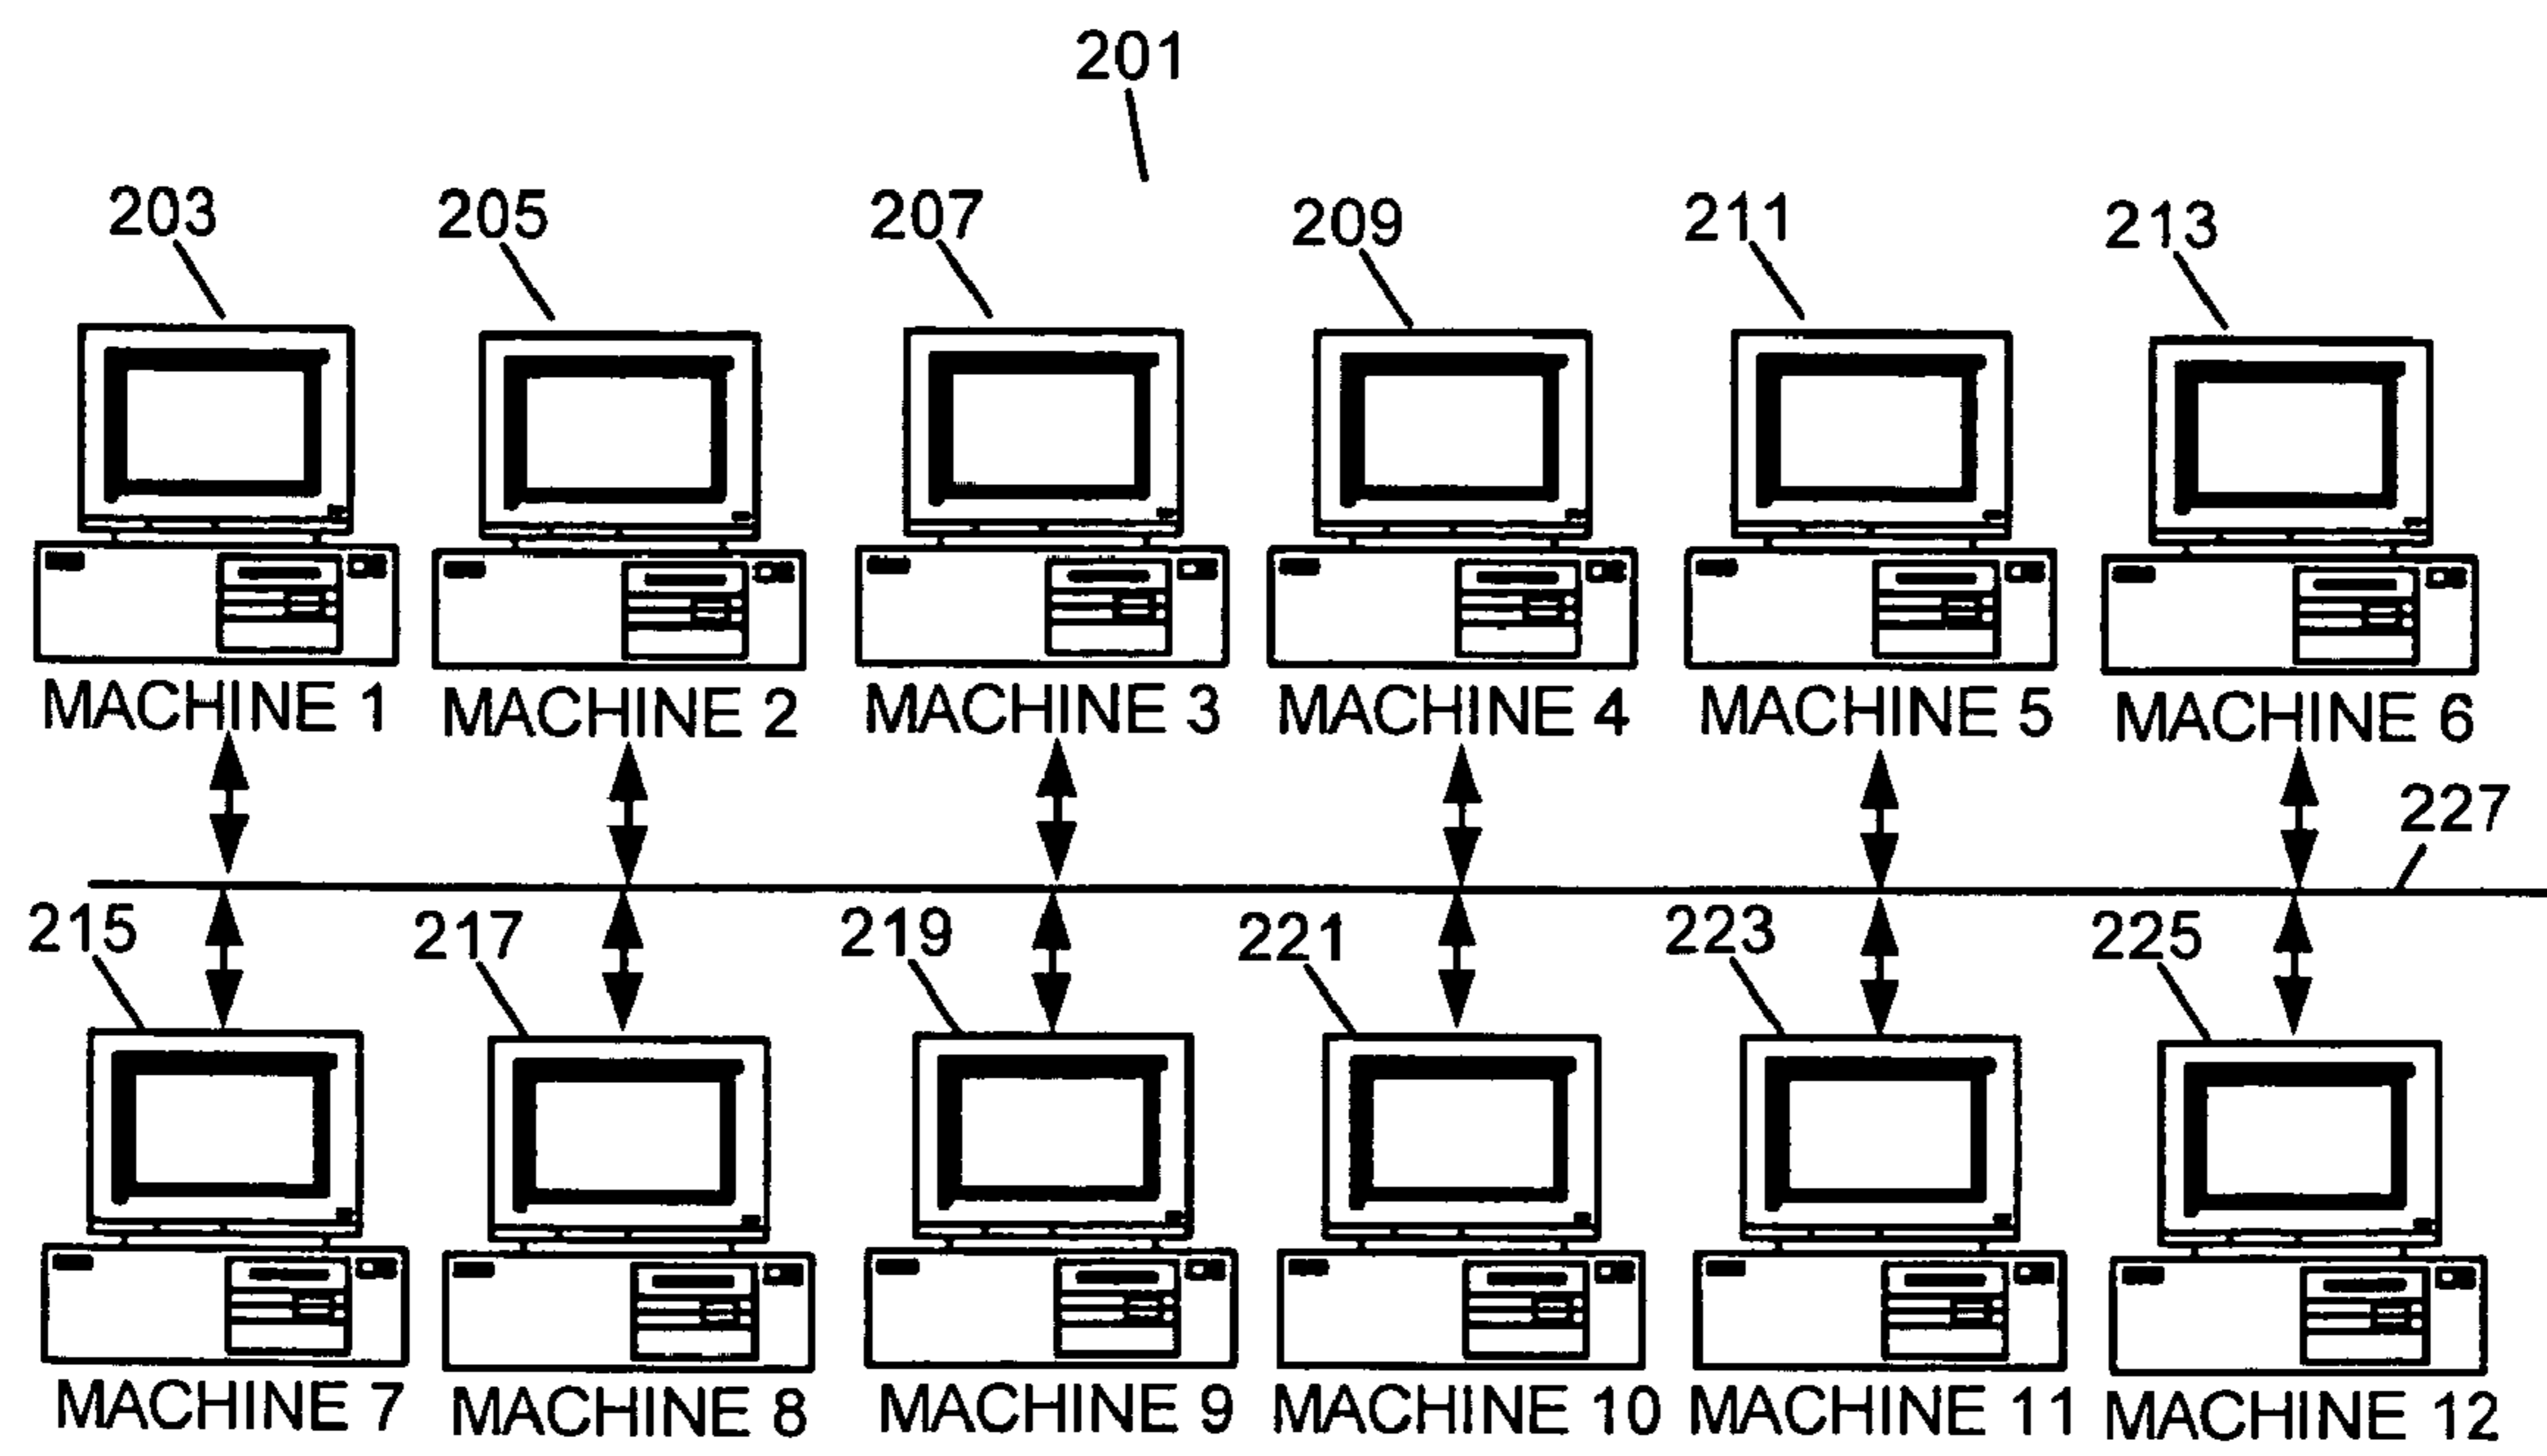 201
203 205 207 209 211 213
MACHINE 1 MACHINE 2 MACHINE 3 MACHINE 4 MACHINE 5 MACHINE 6
227
215 217 219 221 223 225
MACHINE 7 MACHINE 8 MACHINE 9 MACHINE 10 MACHINE 11 MACHINE 12